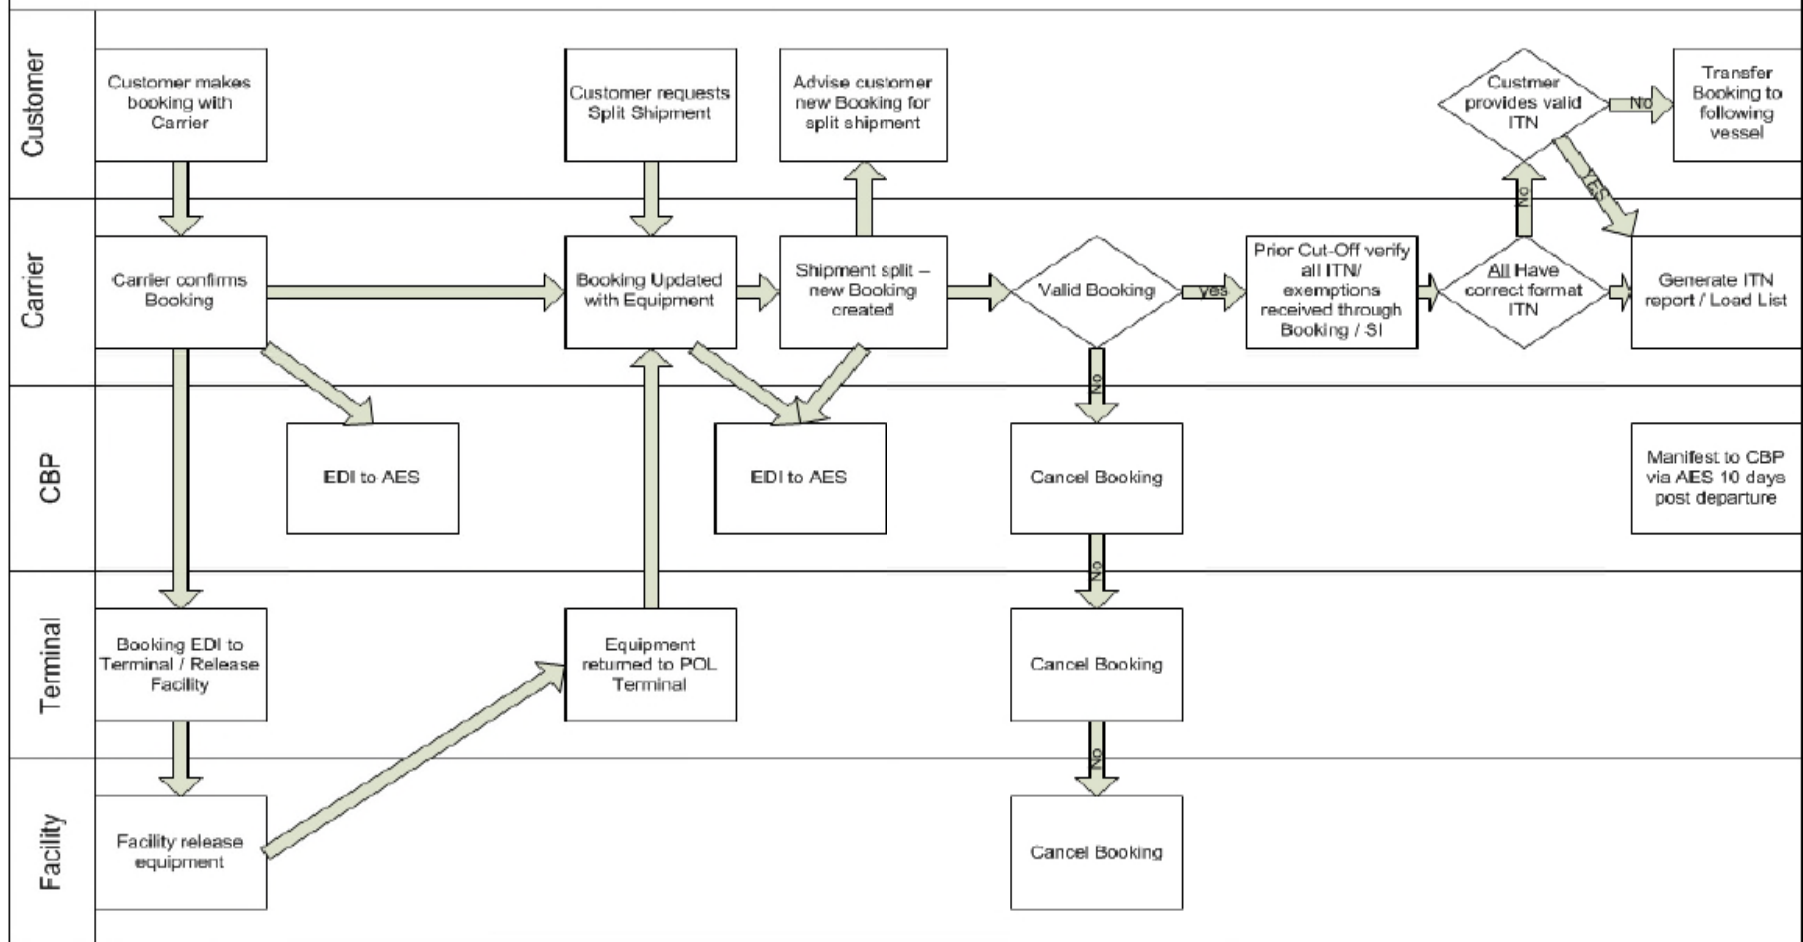 Customer
Customer makes
booking with
Carrier
Customer requests
Split Shipment
Advise customer
new Booking for
split shipment
Custmer
provides valid
ITN
No
Transfer
Booking to
following
vessel
YES
No
Carrier
Carrier confirms
Booking
Booking Updated
with Equipment
Shipment split –
new Booking
created
Valid Booking
yes
Prior Cut-Off verify
all ITN/
exemptions
received through
Booking / SI
All Have
correct format
ITN
Generate ITN
report / Load List
No
CBP
EDI to AES
EDI to AES
Cancel Booking
Manifest to CBP
via AES 10 days
post departure
No
Terminal
Booking EDI to
Terminal / Release
Facility
Equipment
returned to POL
Terminal
Cancel Booking
No
Facility
Facility release
equipment
Cancel Booking